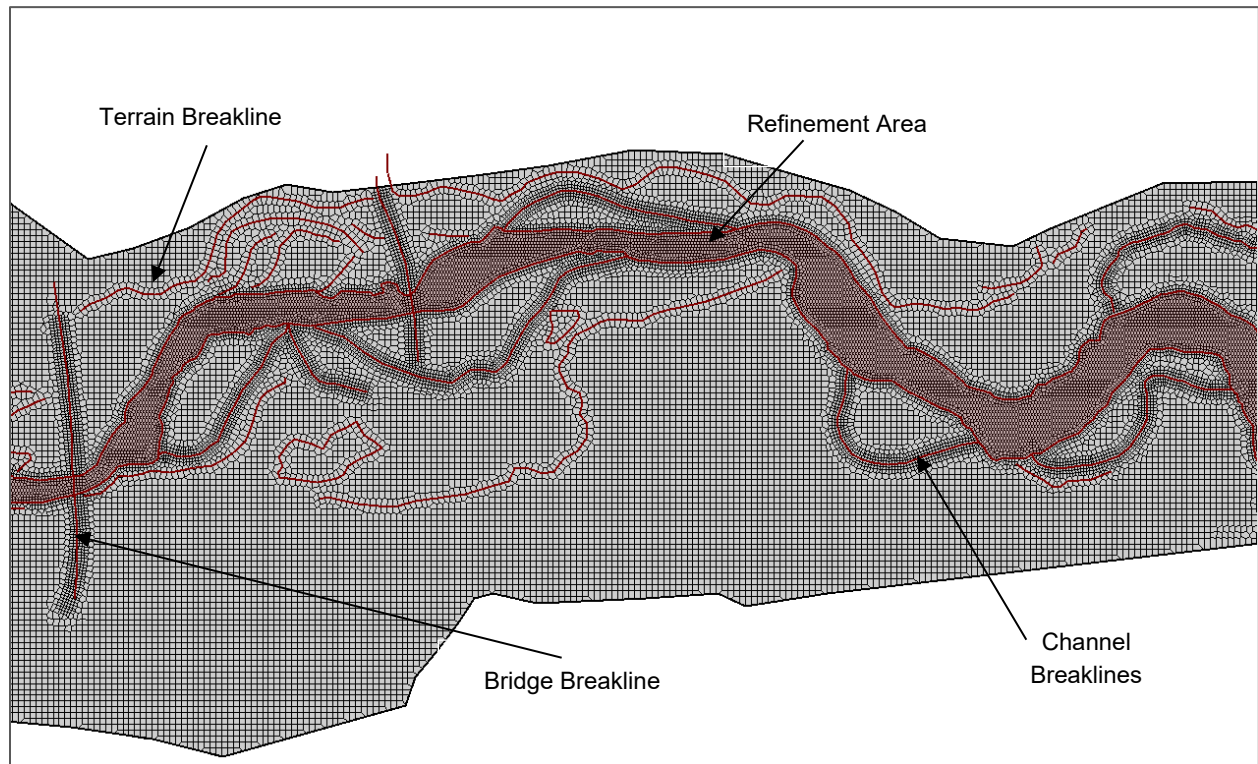 Terrain Breakline
Refinement Area
Channel
Breaklines
Bridge Breakline